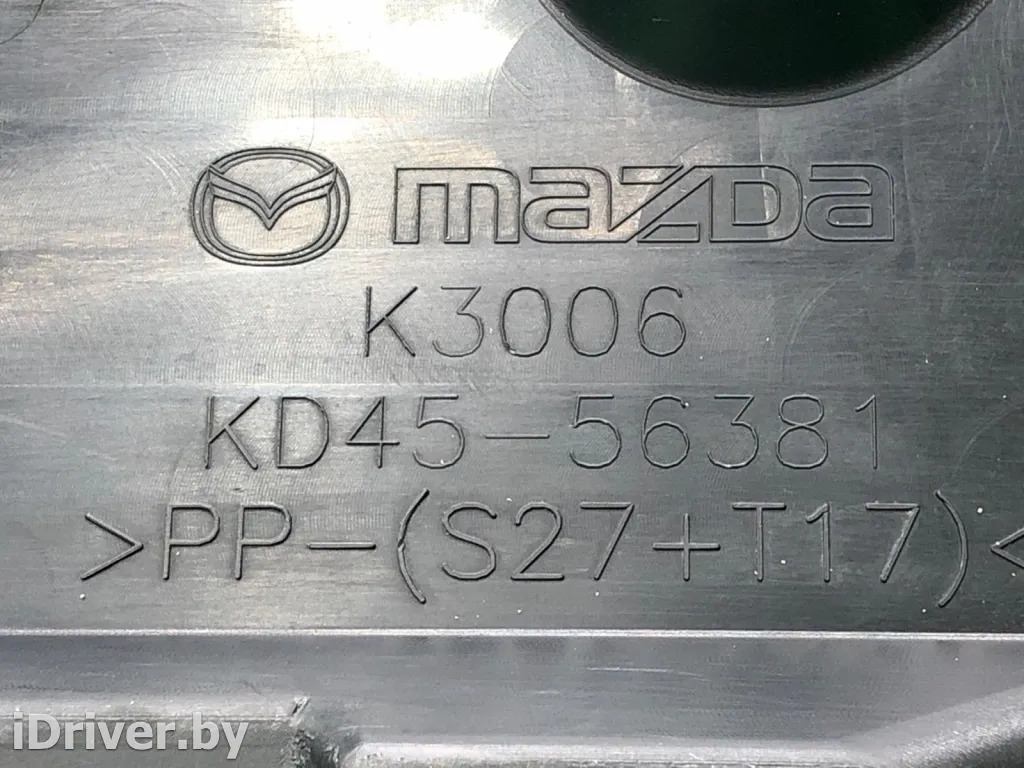 mazda
K3006
KD45-56381
>PP-(S27+T17)<
iDriver.by